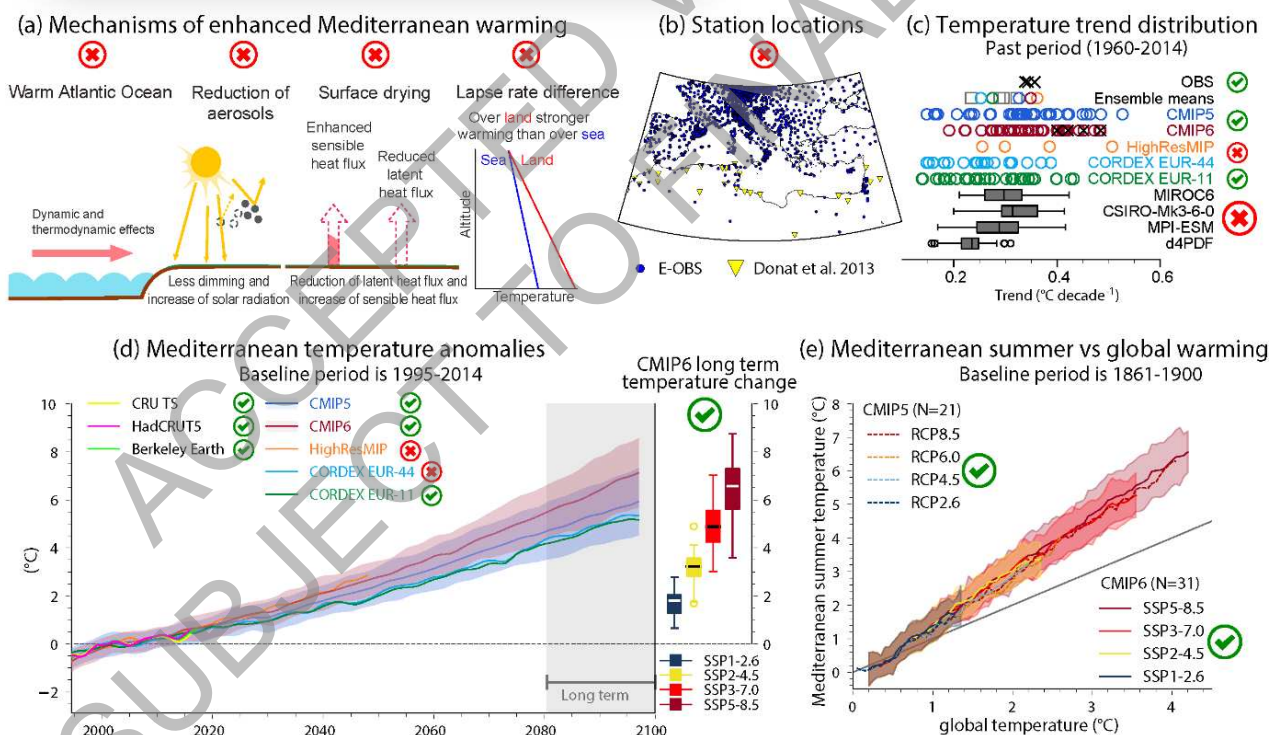 (a) Mechanisms of enhanced Mediterranean warming
Warm Atlantic Ocean
Reduction of
aerosols
Surface drying
Lapse rate difference
Over land stronger
warming than over sea
Enhanced
sensible
heat flux
Reduced
latent
heat flux
Sea
Land
Altitude
Temperature
Dynamic and
thermodynamic effects
Less dimming and
increase of solar radiation
Reduction of latent heat flux and
increase of sensible heat flux
(b) Station locations
E-OBS
Donat et al. 2013
(c) Temperature trend distribution
Past period (1960-2014)
OBS
Ensemble means
CMIP5
CMIP6
HighResMIP
CORDEX EUR-44
CORDEX EUR-11
MIROC6
CSIRO-Mk3-6-0
MPI-ESM
d4PDF
0.2 0.4 0.6
Trend (°C decade⁻¹)
(d) Mediterranean temperature anomalies
Baseline period is 1995-2014
CRU TS
HadCRUT5
Berkeley Earth
CMIP5
CMIP6
HighResMIP
CORDEX EUR-44
CORDEX EUR-11
10
8
6
4
2
0
−2
(°C)
2000 2020 2040 2060 2080 2100
Long term
CMIP6 long term
temperature change
10
8
6
4
2
0
SSP1-2.6
SSP2-4.5
SSP3-7.0
SSP5-8.5
(e) Mediterranean summer vs global warming
Baseline period is 1861-1900
CMIP5 (N=21)
RCP8.5
RCP6.0
RCP4.5
RCP2.6
CMIP6 (N=31)
SSP5-8.5
SSP3-7.0
SSP2-4.5
SSP1-2.6
Mediterranean summer temperature (°C)
8
7
6
5
4
3
2
1
0
0 1 2 3 4
global temperature (°C)
ACCEPTED
SUBJECT TO FINAL